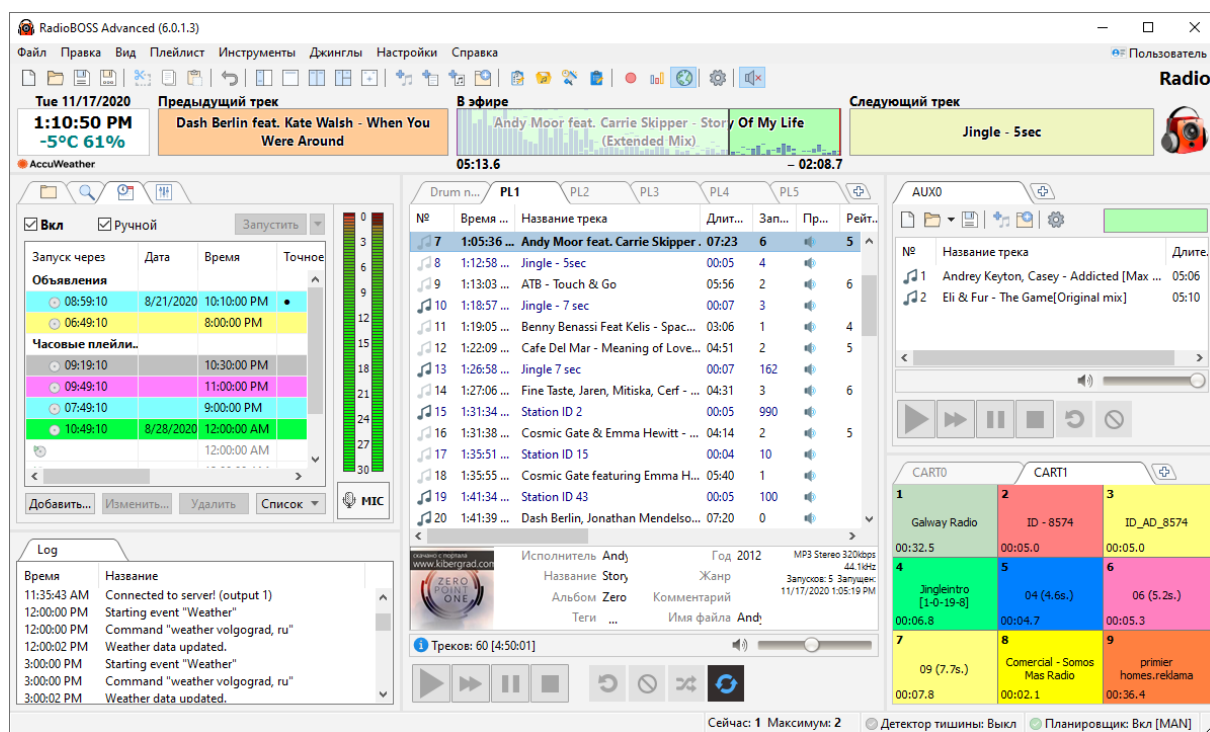 RadioBOSS Advanced (6.0.1.3)
Файл Правка Вид Плейлист Инструменты Джинглы Настройки Справка
Пользователь
Radio
Tue 11/17/2020
1:10:50 PM
-5°C 61%
AccuWeather
Предыдущий трек
Dash Berlin feat. Kate Walsh - When You
Were Around
В эфире
Andy Moor feat. Carrie Skipper - Story Of My Life
(Extended Mix)
05:13.6 – 02:08.7
Следующий трек
Jingle - 5sec
Вкл Ручной Запустить
Запуск через Дата Время Точное
Объявления
08:59:10 8/21/2020 10:10:00 PM •
06:49:10 8:00:00 PM
Часовые плейли..
09:19:10 10:30:00 PM
09:49:10 11:00:00 PM
07:49:10 9:00:00 PM
10:49:10 8/28/2020 12:00:00 AM
12:00:00 AM
Добавить... Изменить... Удалить Список
0
3
6
9
12
15
18
21
24
27
30
MIC
Log
Время Название
11:35:43 AM Connected to server! (output 1)
12:00:00 PM Starting event "Weather"
12:00:00 PM Command "weather volgograd, ru"
12:00:02 PM Weather data updated.
3:00:00 PM Starting event "Weather"
3:00:00 PM Command "weather volgograd, ru"
3:00:02 PM Weather data updated.
Drum n... PL1 PL2 PL3 PL4 PL5
№ Время ... Название трека Длит... Зап... Пр... Рейт..
7 1:05:36 ... Andy Moor feat. Carrie Skipper . 07:23 6 5
8 1:12:58 ... Jingle - 5sec 00:05 4
9 1:13:03 ... ATB - Touch & Go 05:56 2 6
10 1:18:57 ... Jingle - 7 sec 00:07 3
11 1:19:05 ... Benny Benassi Feat Kelis - Spac... 03:06 1 4
12 1:22:09 ... Cafe Del Mar - Meaning of Love... 04:51 2 5
13 1:26:58 ... Jingle 7 sec 00:07 162
14 1:27:06 ... Fine Taste, Jaren, Mitiska, Cerf - ... 04:31 3 6
15 1:31:34 ... Station ID 2 00:05 990
16 1:31:38 ... Cosmic Gate & Emma Hewitt - ... 04:14 2 5
17 1:35:51 ... Station ID 15 00:04 10
18 1:35:55 ... Cosmic Gate featuring Emma H... 05:40 1
19 1:41:34 ... Station ID 43 00:05 100
20 1:41:39 ... Dash Berlin, Jonathan Mendelso... 07:20 0
скачано с портала
www.kibergrad.com
ZERO
POINT
ONE
Исполнитель Andy Год 2012
Название Story Жанр
Альбом Zero Комментарий
Теги ... Имя файла Andy
MP3 Stereo 320kbps
44.1kHz
Запусков: 5 Запущен:
11/17/2020 1:05:19 PM
Треков: 60 [4:50:01]
AUX0
№ Название трека Длите.
1 Andrey Keyton, Casey - Addicted [Max ... 05:06
2 Eli & Fur - The Game[Original mix] 05:10
CART0 CART1
1 2 3
Galway Radio ID - 8574 ID_AD_8574
00:32.5 00:05.0 00:05.0
4 5 6
Jingleintro
[1-0-19-8] 04 (4.6s.) 06 (5.2s.)
00:06.8 00:04.7 00:05.3
7 8 9
09 (7.7s.) Comercial - Somos
Mas Radio primier
homes.reklama
00:07.8 00:02.1 00:36.4
Сейчас: 1 Максимум: 2 Детектор тишины: Выкл Планировщик: Вкл [MAN]